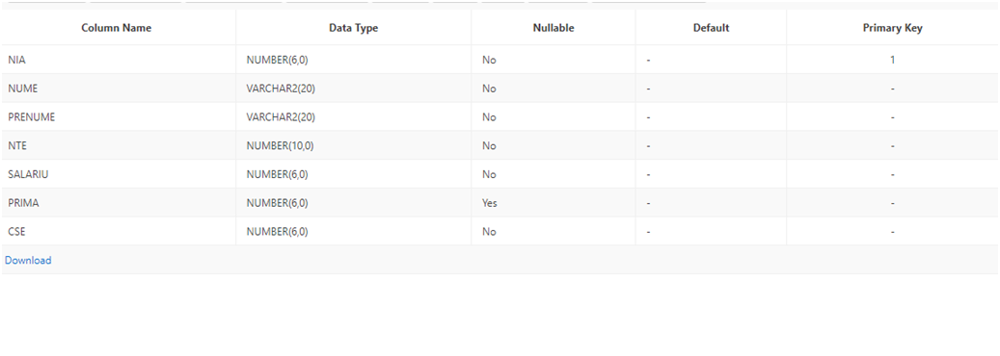 Column Name Data Type Nullable Default Primary Key
NIA NUMBER(6,0) No - 1
NUME VARCHAR2(20) No - -
PRENUME VARCHAR2(20) No - -
NTE NUMBER(10,0) No - -
SALARIU NUMBER(6,0) No - -
PRIMA NUMBER(6,0) Yes - -
CSE NUMBER(6,0) No - -
Download